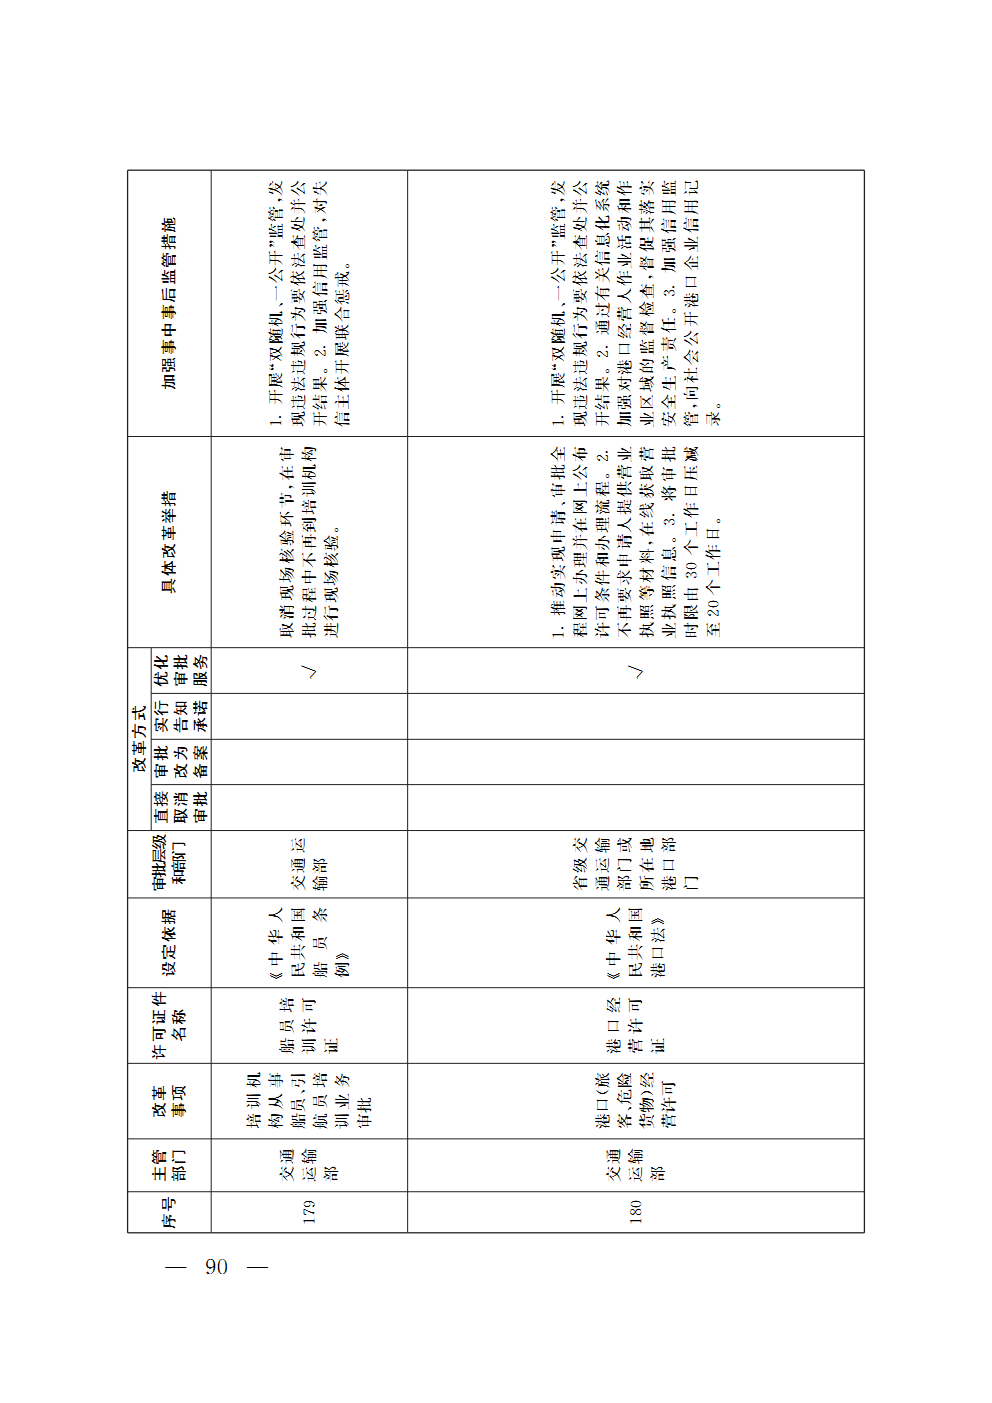 序号
主管
部门
改革
事项
许可证件
名称
设定依据
审批层级
和部门
改革方式
直接
取消
审批
审批
改为
备案
实行
告知
承诺
优化
审批
服务
具体改革举措
加强事中事后监管措施
179
交通
运输
部
培训机
构从事
船员、引
航员培
训业务
审批
船员培
训许可
证
《中华人
民共和国
船员条
例》
交通运
输部
√
取消现场核验环节,在审
批过程中不再到培训机构
进行现场核验。
1. 开展“双随机、一公开”监管,发
现违法违规行为要依法查处并公
开结果。2. 加强信用监管,对失
信主体开展联合惩戒。
180
交通
运输
部
港口(旅
客、危险
货物)经
营许可
港口经
营许可
证
《中华人
民共和国
港口法》
省级交
通运输
部门或
所在地
港口部
门
√
1. 推动实现申请、审批全
程网上办理并在网上公布
许可条件和办理流程。2.
不再要求申请人提供营业
执照等材料,在线获取营
业执照信息。3. 将审批
时限由 30 个工作日压减
至 20 个工作日。
1. 开展“双随机、一公开”监管,发
现违法违规行为要依法查处并公
开结果。2. 通过有关信息化系统
加强对港口经营人作业活动和作
业区域的监督检查,督促其落实
安全生产责任。3. 加强信用监
管,向社会公开港口企业信用记
录。
— 90 —